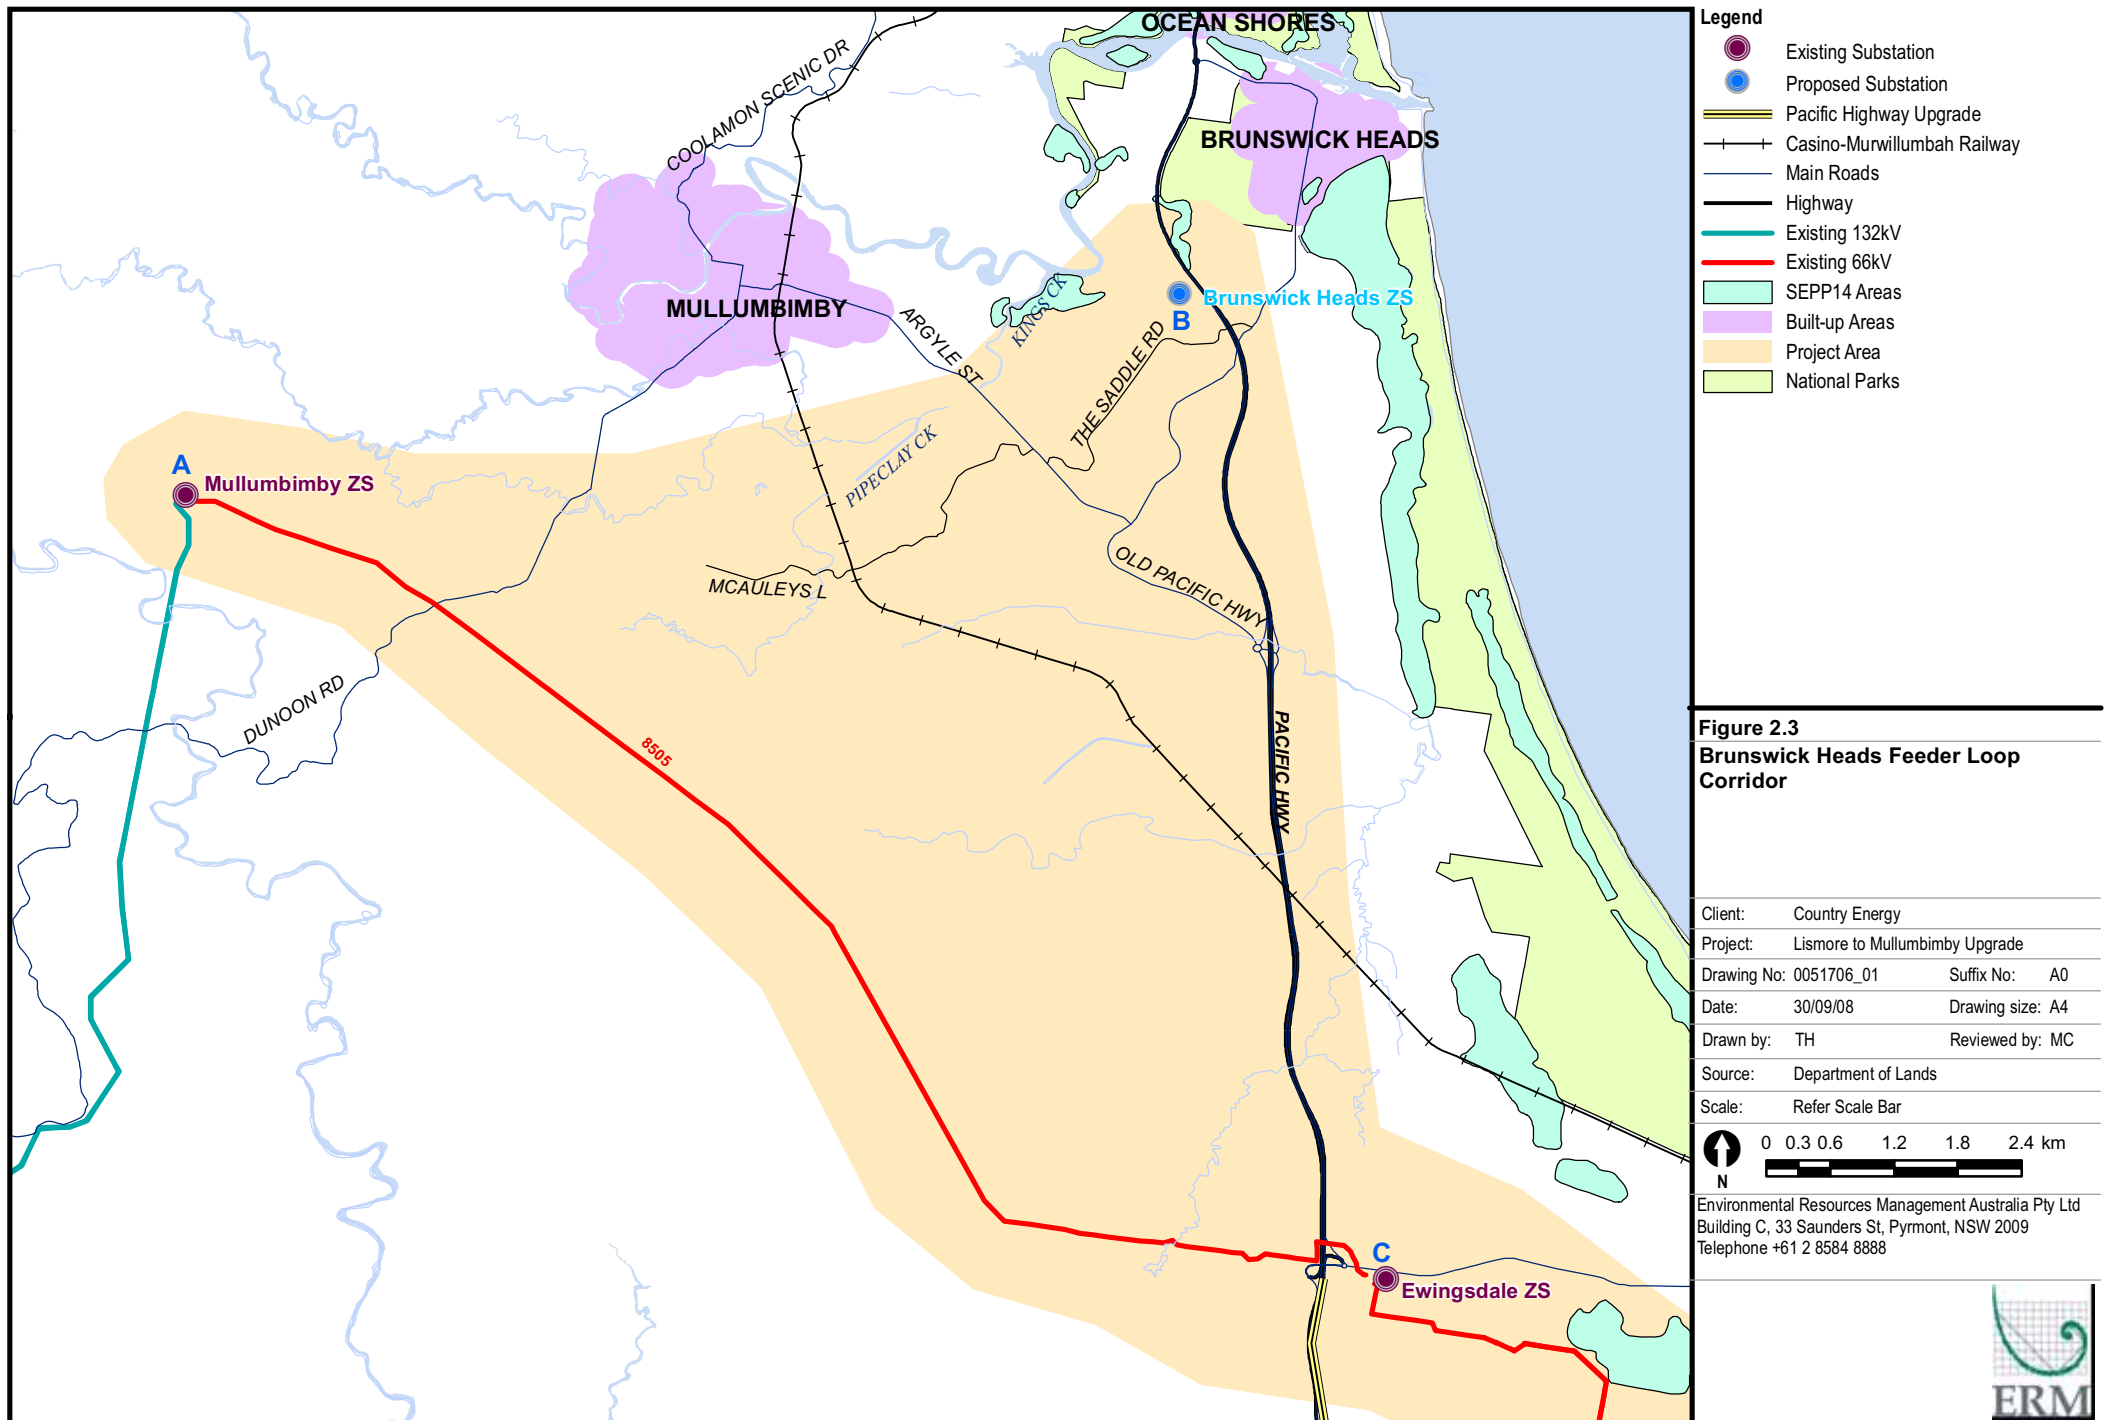 OCEAN SHORES
COOLAMON SCENIC DR
BRUNSWICK HEADS
MULLUMBIMBY
ARGYLE ST
KINGS CK
Brunswick Heads ZS
B
THE SADDLE RD
A
Mullumbimby ZS
PIPECLAY CK
MCAULEYS L
OLD PACIFIC HWY
DUNOON RD
8505
PACIFIC HWY
C
Ewingsdale ZS
Legend
Existing Substation
Proposed Substation
Pacific Highway Upgrade
Casino-Murwillumbah Railway
Main Roads
Highway
Existing 132kV
Existing 66kV
SEPP14 Areas
Built-up Areas
Project Area
National Parks
Figure 2.3
Brunswick Heads Feeder Loop
Corridor
Client: Country Energy
Project: Lismore to Mullumbimby Upgrade
Drawing No: 0051706_01 Suffix No: A0
Date: 30/09/08 Drawing size: A4
Drawn by: TH Reviewed by: MC
Source: Department of Lands
Scale: Refer Scale Bar
0 0.3 0.6 1.2 1.8 2.4 km
N
Environmental Resources Management Australia Pty Ltd
Building C, 33 Saunders St, Pyrmont, NSW 2009
Telephone +61 2 8584 8888
ERM